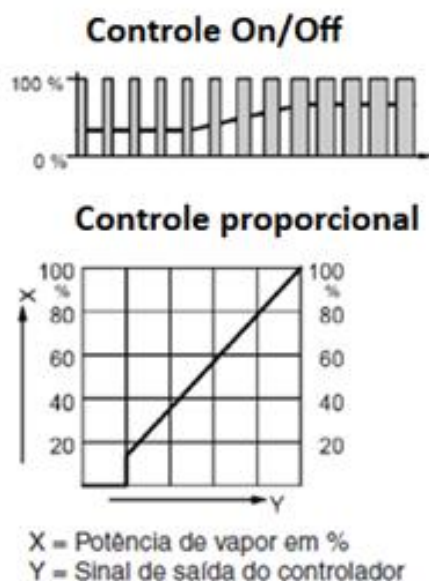 Controle On/Off
100 %
0 %
Controle proporcional
100 100
% %
X 80 80
60 60
40 40
20 20
Y
X = Potência de vapor em %
Y = Sinal de saída do controlador